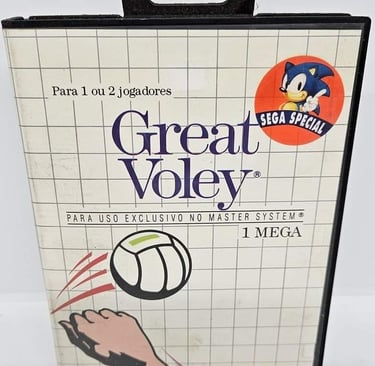 Para 1 ou 2 jogadores
SEGA SPECIAL
Great
Voley®
PARA USO EXCLUSIVO NO MASTER SYSTEM®
1 MEGA